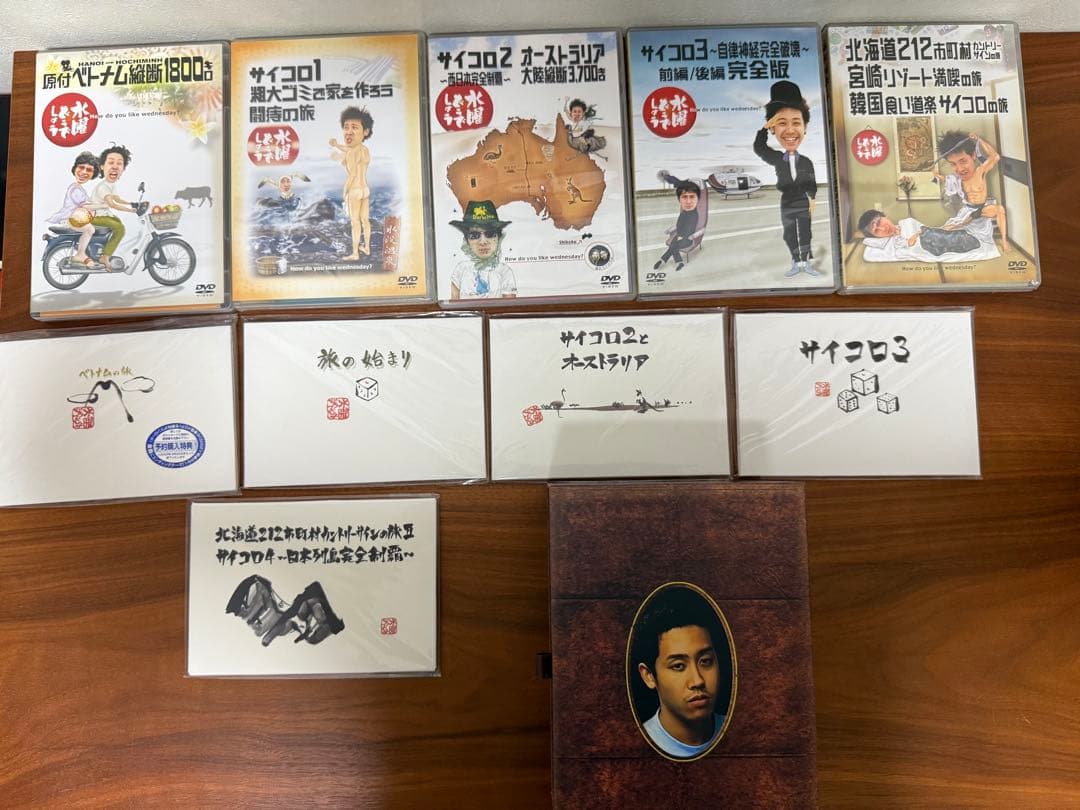 HANOI — HOCHIMINH
原付ベトナム縦断1800キロ
水曜どうでしょう
How do you like wednesday?
DVD
VIDEO
サイコロ1
粗大ゴミで家を作ろう
闘痔の旅
水曜どうでしょう
How do you like wednesday?
DVD
VIDEO
サイコロ2
〜西日本完全制覇〜
オーストラリア
大陸縦断3,700キロ
水曜どうでしょう
How do you like wednesday?
DVD
VIDEO
サイコロ3〜自律神経完全破壊〜
前編/後編 完全版
水曜どうでしょう
How do you like wednesday?
DVD
VIDEO
北海道212市町村カントリーサインの旅
宮崎リゾート満喫の旅
韓国食い道楽サイコロの旅
水曜どうでしょう
How do you like wednesday?
DVD
VIDEO
ベトナムの旅
予約購入特典
旅の始まり
サイコロ2と
オーストラリア
サイコロ3
北海道212市町村カントリーサインの旅II
サイコロ4〜日本列島完全制覇〜